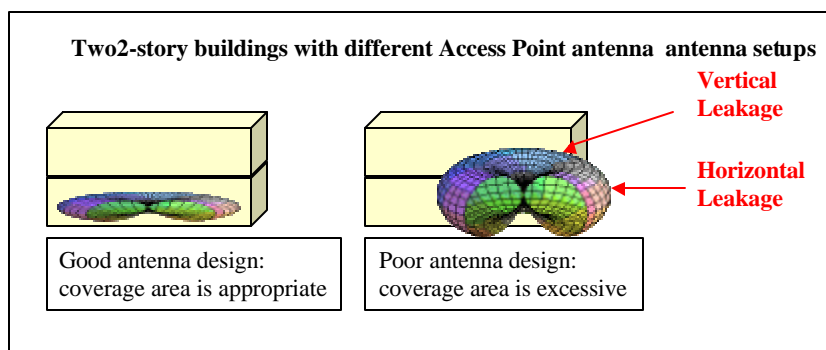 Two2-story buildings with different Access Point antenna antenna setups
Vertical
Leakage
Horizontal
Leakage
Good antenna design:
coverage area is appropriate
Poor antenna design:
coverage area is excessive